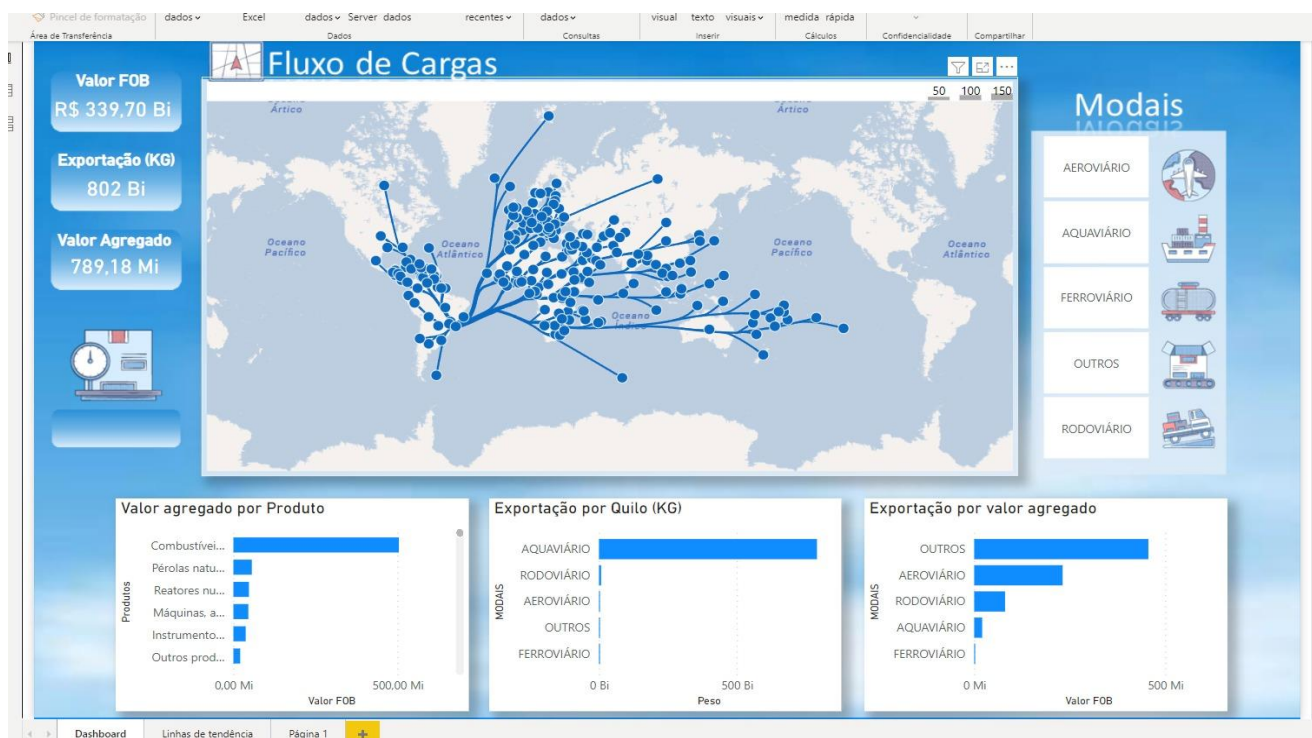 Pincel de formatação
dados
Excel
dados
Server
dados
recentes
dados
visual
texto
visuais
medida
rápida
Área de Transferência
Dados
Consultas
Inserir
Cálculos
Confidencialidade
Compartilhar
Fluxo de Cargas
Valor FOB
R$ 339,70 Bi
Exportação (KG)
802 Bi
Valor Agregado
789,18 Mi
50 100 150
Oceano
Ártico
Oceano
Ártico
Oceano
Pacífico
Oceano
Atlântico
Oceano
Pacífico
Oceano
Atlântico
Oceano
Índico
Modais
AEROVIÁRIO
AQUAVIÁRIO
FERROVIÁRIO
OUTROS
RODOVIÁRIO
Valor agregado por Produto
Produtos
Combustívei...
Pérolas natu...
Reatores nu...
Máquinas, a...
Instrumento...
Outros prod...
0,00 Mi
500,00 Mi
Valor FOB
Exportação por Quilo (KG)
MODAIS
AQUAVIÁRIO
RODOVIÁRIO
AEROVIÁRIO
OUTROS
FERROVIÁRIO
0 Bi
500 Bi
Peso
Exportação por valor agregado
MODAIS
OUTROS
AEROVIÁRIO
RODOVIÁRIO
AQUAVIÁRIO
FERROVIÁRIO
0 Mi
500 Mi
Valor FOB
Dashboard
Linhas de tendência
Página 1